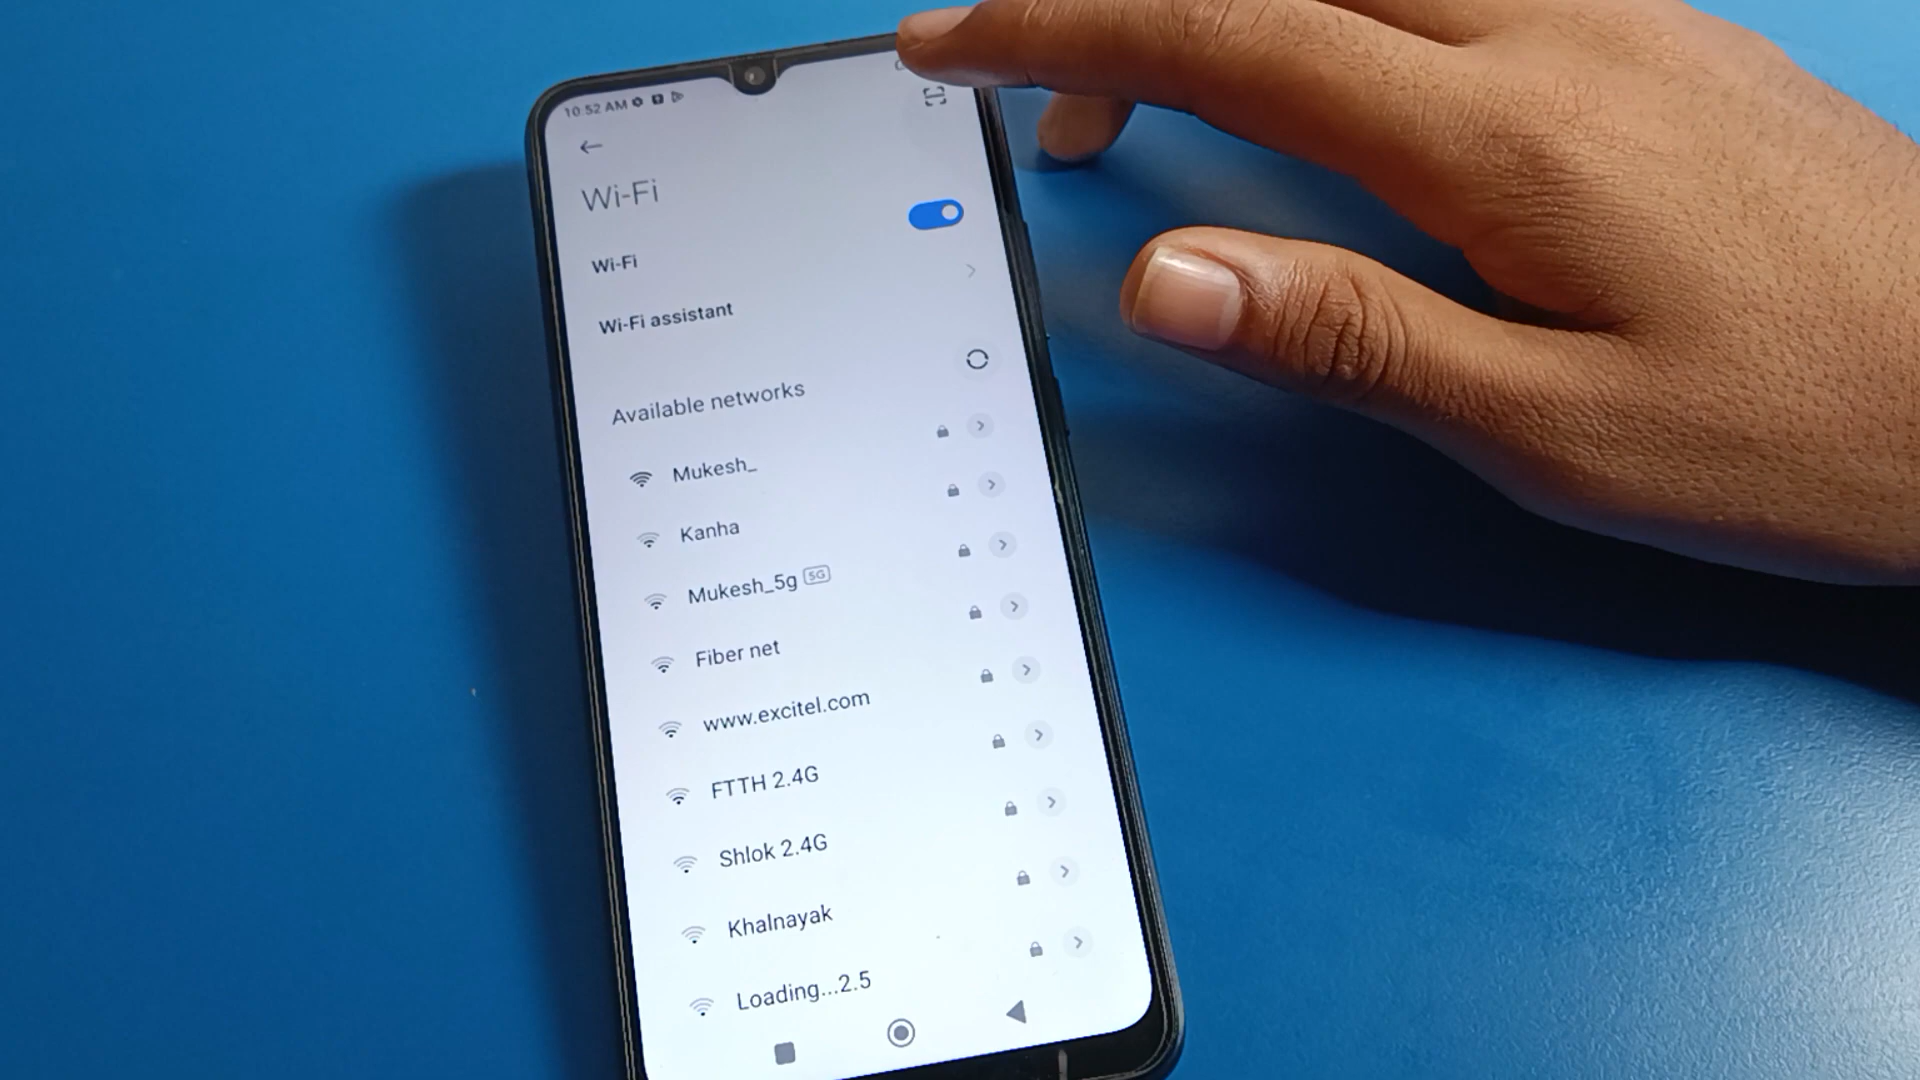 10:52 AM
Wi-Fi
Wi-Fi
Wi-Fi assistant
Available networks
Mukesh_
Kanha
Mukesh_5g 5G
Fiber net
www.excitel.com
FTTH 2.4G
Shlok 2.4G
Khalnayak
Loading...2.5